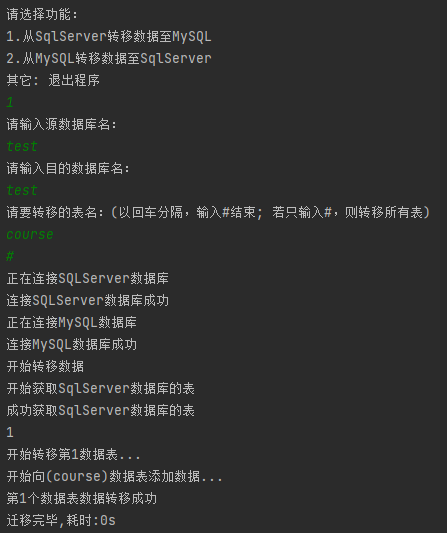 请选择功能:
1.从SqlServer转移数据至MySQL
2.从MySQL转移数据至SqlServer
其它: 退出程序
1
请输入源数据库名:
test
请输入目的数据库名:
test
请要转移的表名: (以回车分隔，输入#结束; 若只输入#，则转移所有表)
course
#
正在连接SQLServer数据库
连接SQLServer数据库成功
正在连接MySQL数据库
连接MySQL数据库成功
开始转移数据
开始获取SqlServer数据库的表
成功获取SqlServer数据库的表
1
开始转移第1数据表...
开始向(course)数据表添加数据...
第1个数据表数据转移成功
迁移完毕,耗时:0s